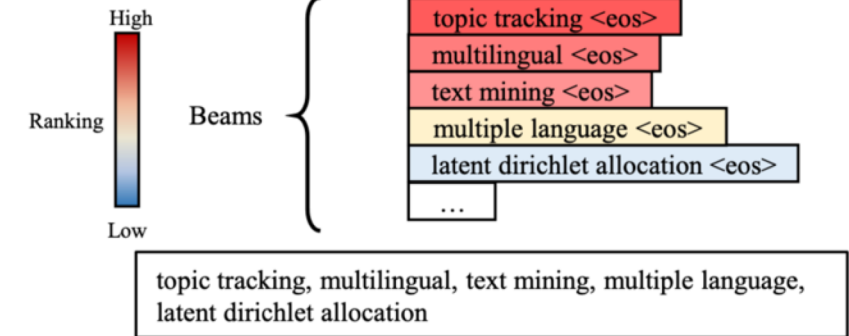 High
Ranking
Low
Beams
topic tracking <eos>
multilingual <eos>
text mining <eos>
multiple language <eos>
latent dirichlet allocation <eos>
...
topic tracking, multilingual, text mining, multiple language,
latent dirichlet allocation